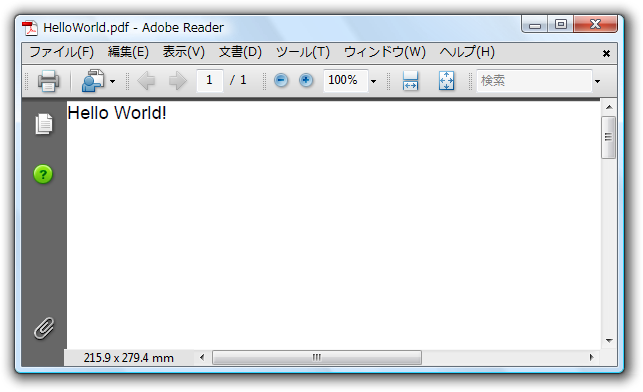 HelloWorld.pdf - Adobe Reader
ファイル(F) 編集(E) 表示(V) 文書(D) ツール(T) ウィンドウ(W) ヘルプ(H)
1 / 1 100% 検索
Hello World!
215.9 x 279.4 mm